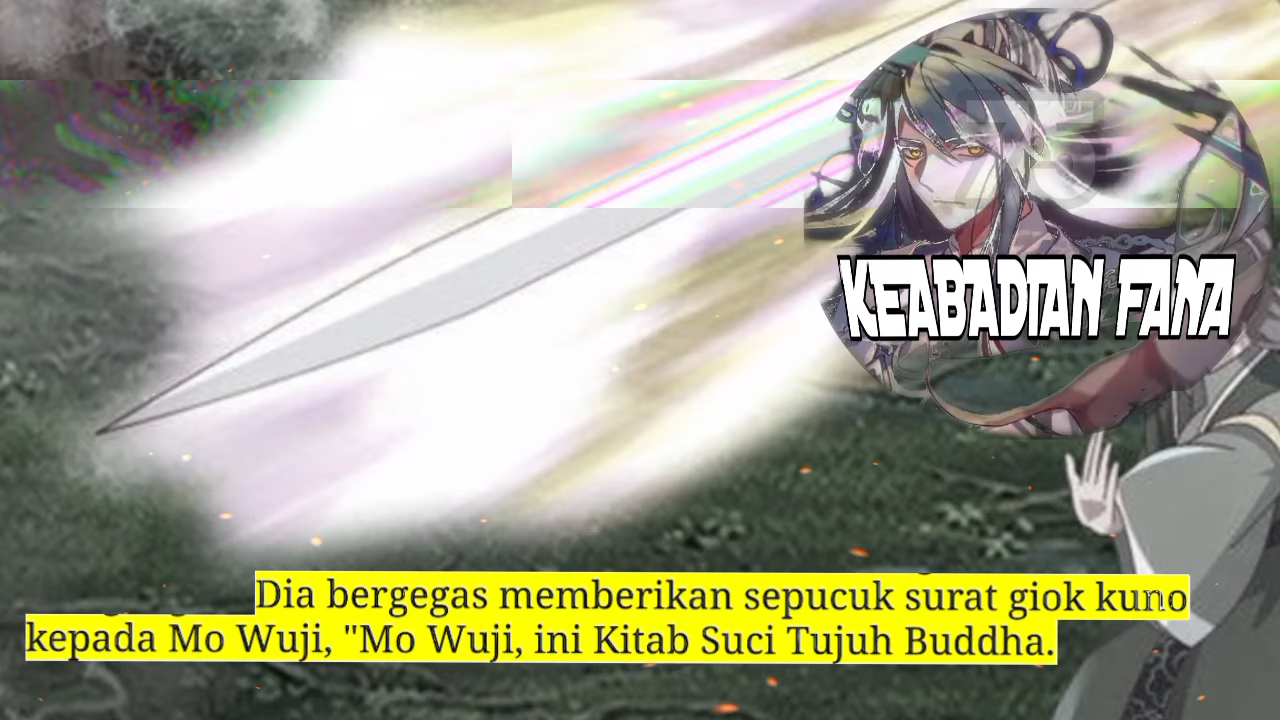 KEABADIAN FANA
Dia bergegas memberikan sepucuk surat giok kuno
kepada Mo Wuji, "Mo Wuji, ini Kitab Suci Tujuh Buddha.